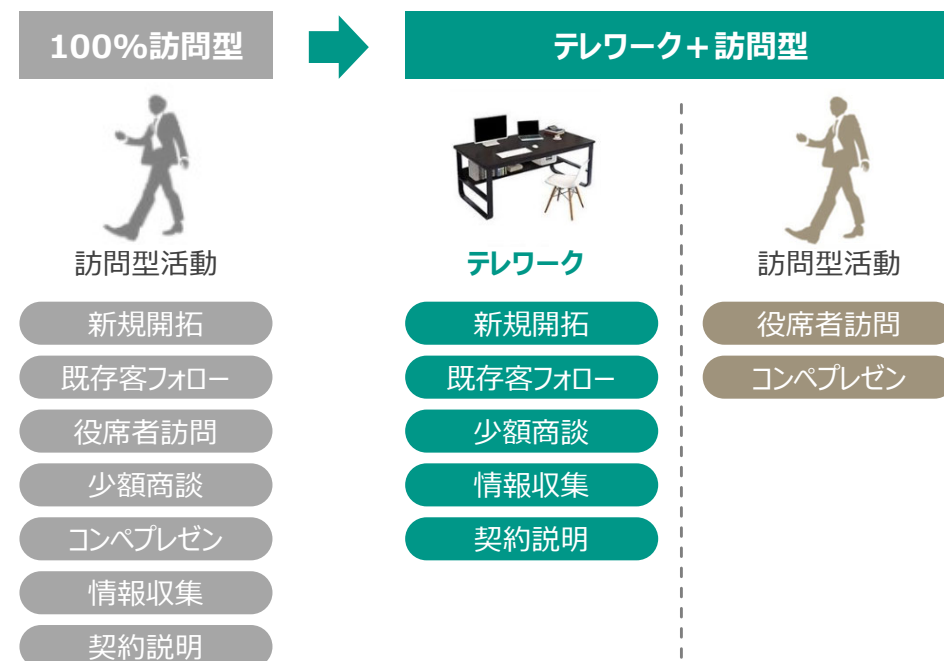 100%訪問型
テレワーク+訪問型
訪問型活動
新規開拓
既存客フォロー
役席者訪問
少額商談
コンペプレゼン
情報収集
契約説明
テレワーク
新規開拓
既存客フォロー
少額商談
情報収集
契約説明
訪問型活動
役席者訪問
コンペプレゼン